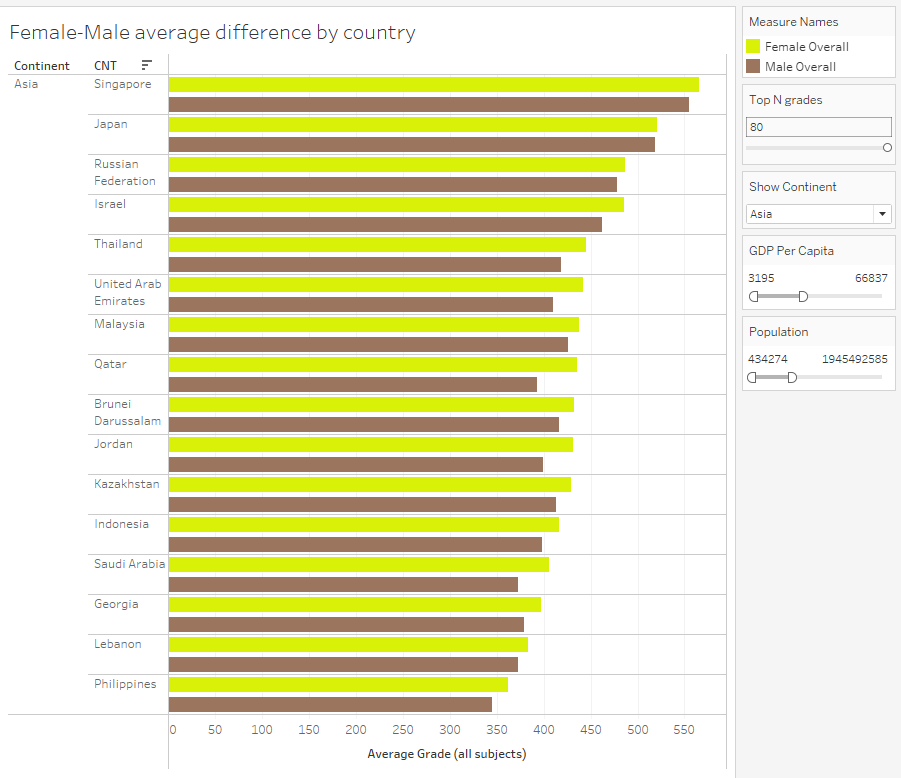 Female-Male average difference by country
Continent CNT
Asia Singapore
Japan
Russian
Federation
Israel
Thailand
United Arab
Emirates
Malaysia
Qatar
Brunei
Darussalam
Jordan
Kazakhstan
Indonesia
Saudi Arabia
Georgia
Lebanon
Philippines
0 50 100 150 200 250 300 350 400 450 500 550
Average Grade (all subjects)
Measure Names
Female Overall
Male Overall
Top N grades
80
Show Continent
Asia
GDP Per Capita
3195 66837
Population
434274 1945492585